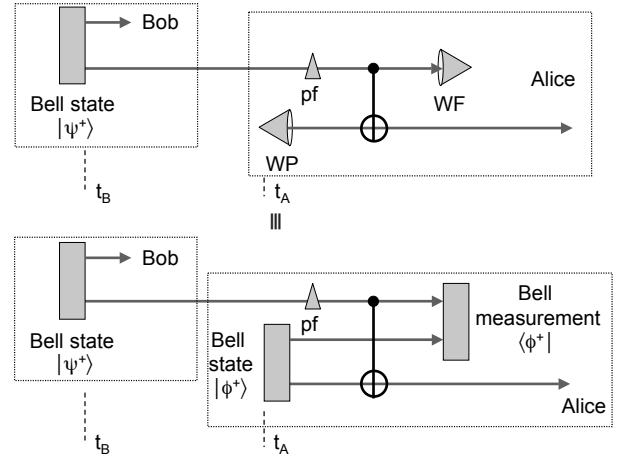 Bob
Bell state
|ψ⁺⟩
pf
WF
WP
Alice
t_B
t_A
|||
Bob
Bell state
|ψ⁺⟩
pf
Bell
state
|ϕ⁺⟩
Bell
measurement
⟨ϕ⁺|
Alice
t_B
t_A